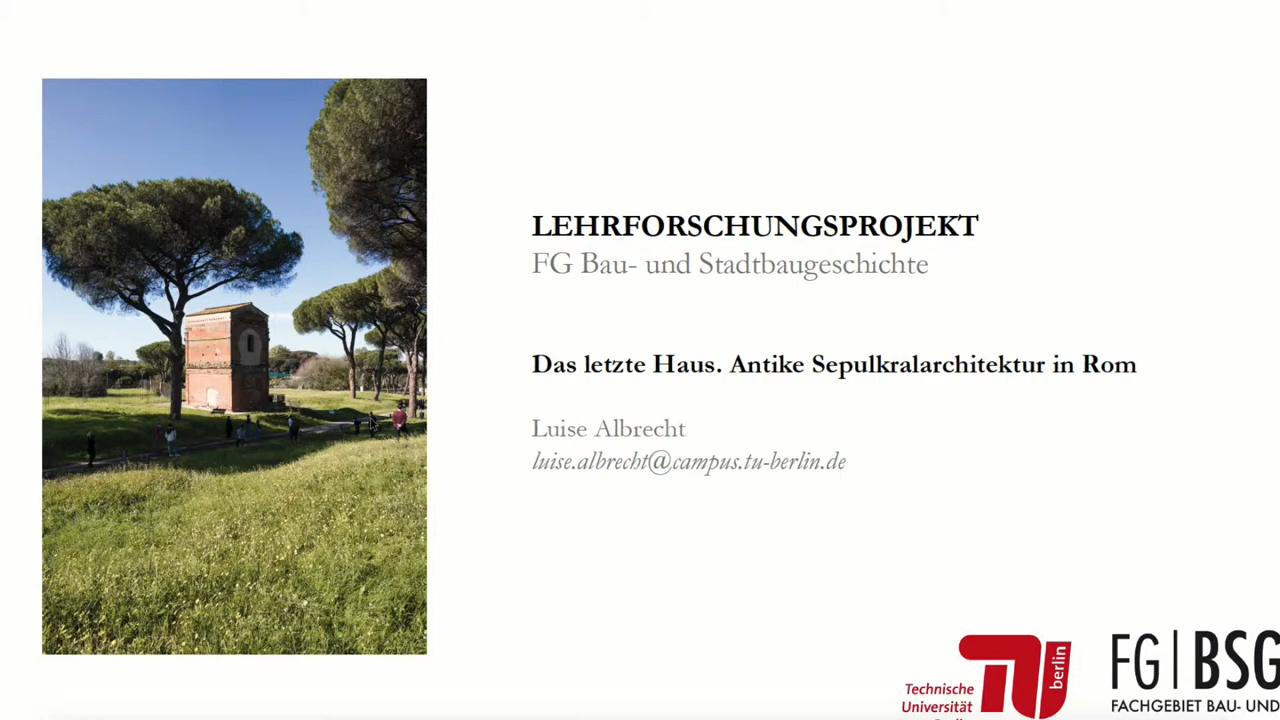 LEHRFORSCHUNGSPROJEKT
FG Bau- und Stadtbaugeschichte
Das letzte Haus. Antike Sepulkralarchitektur in Rom
Luise Albrecht
luise.albrecht@campus.tu-berlin.de
Technische
Universität
berlin
FG|BSG
FACHGEBIET BAU- UND